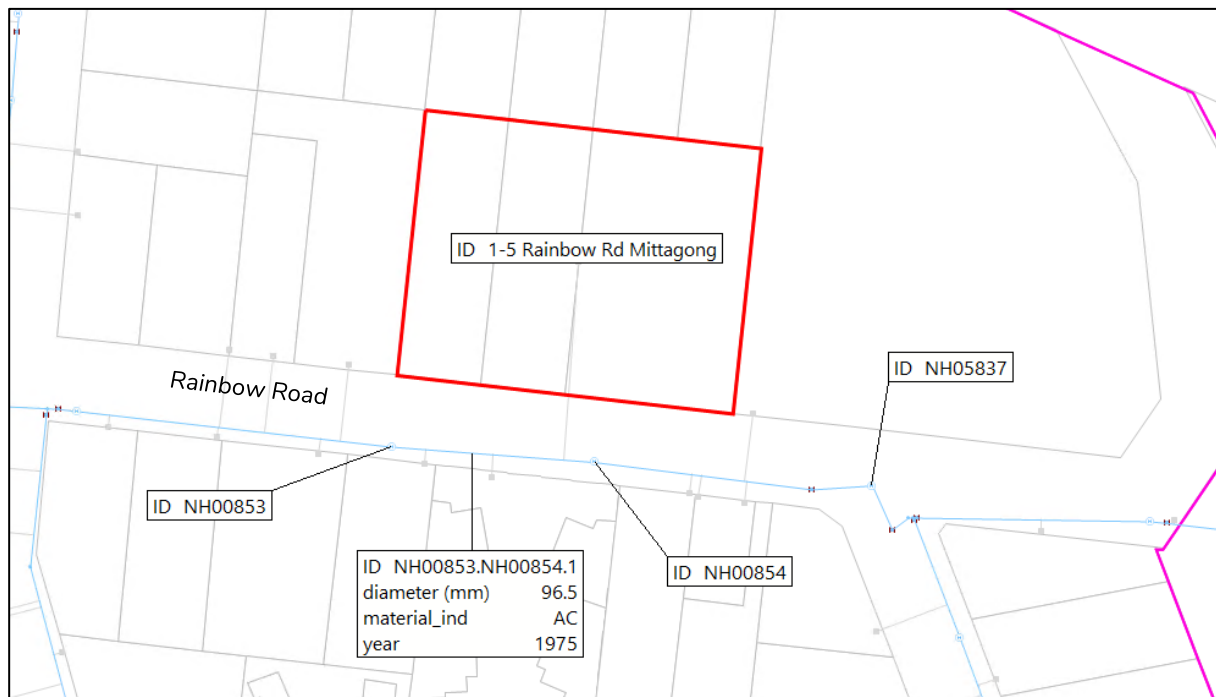 ID 1-5 Rainbow Rd Mittagong
ID NH05837
Rainbow Road
ID NH00853
ID NH00853.NH00854.1
diameter (mm) 96.5
material_ind AC
year 1975
ID NH00854